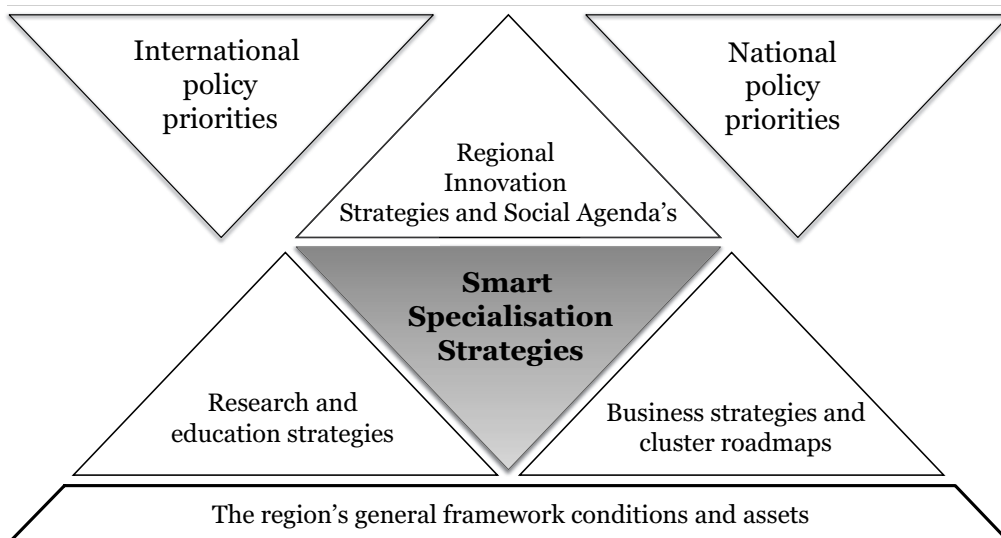 International
policy
priorities
National
policy
priorities
Regional
Innovation
Strategies and Social Agenda’s
Smart
Specialisation
Strategies
Research and
education strategies
Business strategies and
cluster roadmaps
The region’s general framework conditions and assets